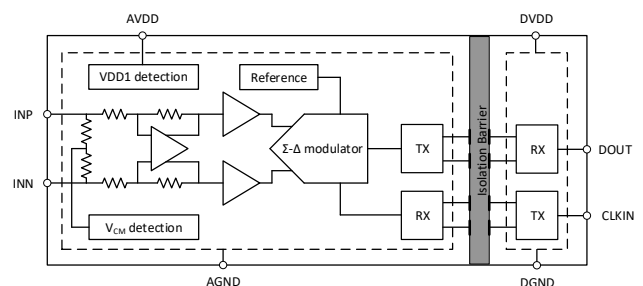 AVDD
DVDD
VDD1 detection
Reference
INP
Σ-Δ modulator
TX
Isolation Barrier
RX
DOUT
INN
VCM detection
RX
TX
CLKIN
AGND
DGND